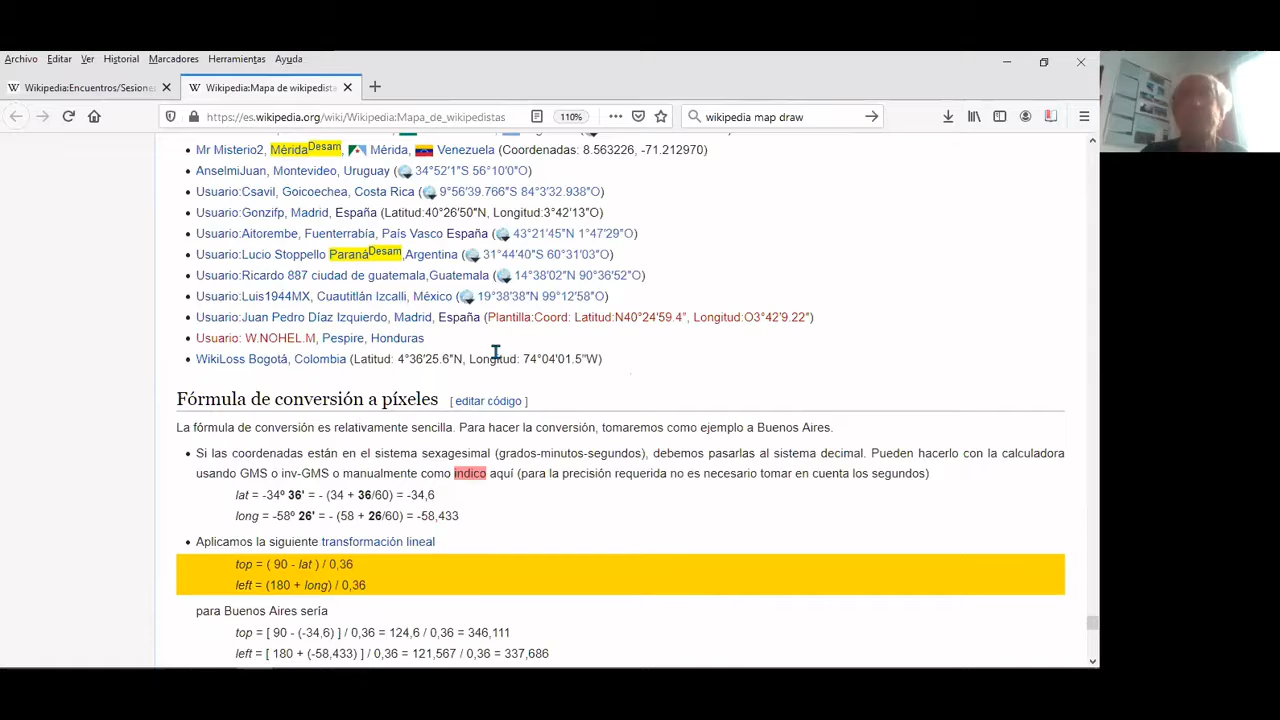 Archivo Editar Ver Historial Marcadores Herramientas Ayuda
W Wikipedia:Encuentros/Sesiones W Wikipedia:Mapa de wikipedista
https://es.wikipedia.org/wiki/Wikipedia:Mapa_de_wikipedistas 110% wikipedia map draw
Mr Misterio2, MéridaDesam, Mérida, Venezuela (Coordenadas: 8.563226, -71.212970)
AnselmiJuan, Montevideo, Uruguay ( 34°52′1″S 56°10′0″O)
Usuario:Csavil, Goicoechea, Costa Rica ( 9°56′39.766″S 84°3′32.938″O)
Usuario:Gonzifp, Madrid, España (Latitud:40°26'50"N, Longitud:3°42'13"O)
Usuario:Aitorembe, Fuenterrabía, País Vasco España ( 43°21′45″N 1°47′29″O)
Usuario:Lucio Stoppello ParanáDesam,Argentina ( 31°44′40″S 60°31′03″O)
Usuario:Ricardo 887 ciudad de guatemala,Guatemala ( 14°38′02″N 90°36′52″O)
Usuario:Luis1944MX, Cuautitlán Izcalli, México ( 19°38′38″N 99°12′58″O)
Usuario:Juan Pedro Díaz Izquierdo, Madrid, España (Plantilla:Coord: Latitud:N40°24'59.4", Longitud:O3°42'9.22")
Usuario: W.NOHEL.M, Pespire, Honduras
WikiLoss Bogotá, Colombia (Latitud: 4°36'25.6"N, Longitud: 74°04'01.5"W)
Fórmula de conversión a píxeles [ editar código ]
La fórmula de conversión es relativamente sencilla. Para hacer la conversión, tomaremos como ejemplo a Buenos Aires.
Si las coordenadas están en el sistema sexagesimal (grados-minutos-segundos), debemos pasarlas al sistema decimal. Pueden hacerlo con la calculadora
usando GMS o inv-GMS o manualmente como indico aquí (para la precisión requerida no es necesario tomar en cuenta los segundos)
lat = -34º 36' = - (34 + 36/60) = -34,6
long = -58º 26' = - (58 + 26/60) = -58,433
Aplicamos la siguiente transformación lineal
top = ( 90 - lat ) / 0,36
left = (180 + long) / 0,36
para Buenos Aires sería
top = [ 90 - (-34,6) ] / 0,36 = 124,6 / 0,36 = 346,111
left = [ 180 + (-58,433) ] / 0,36 = 121,567 / 0,36 = 337,686